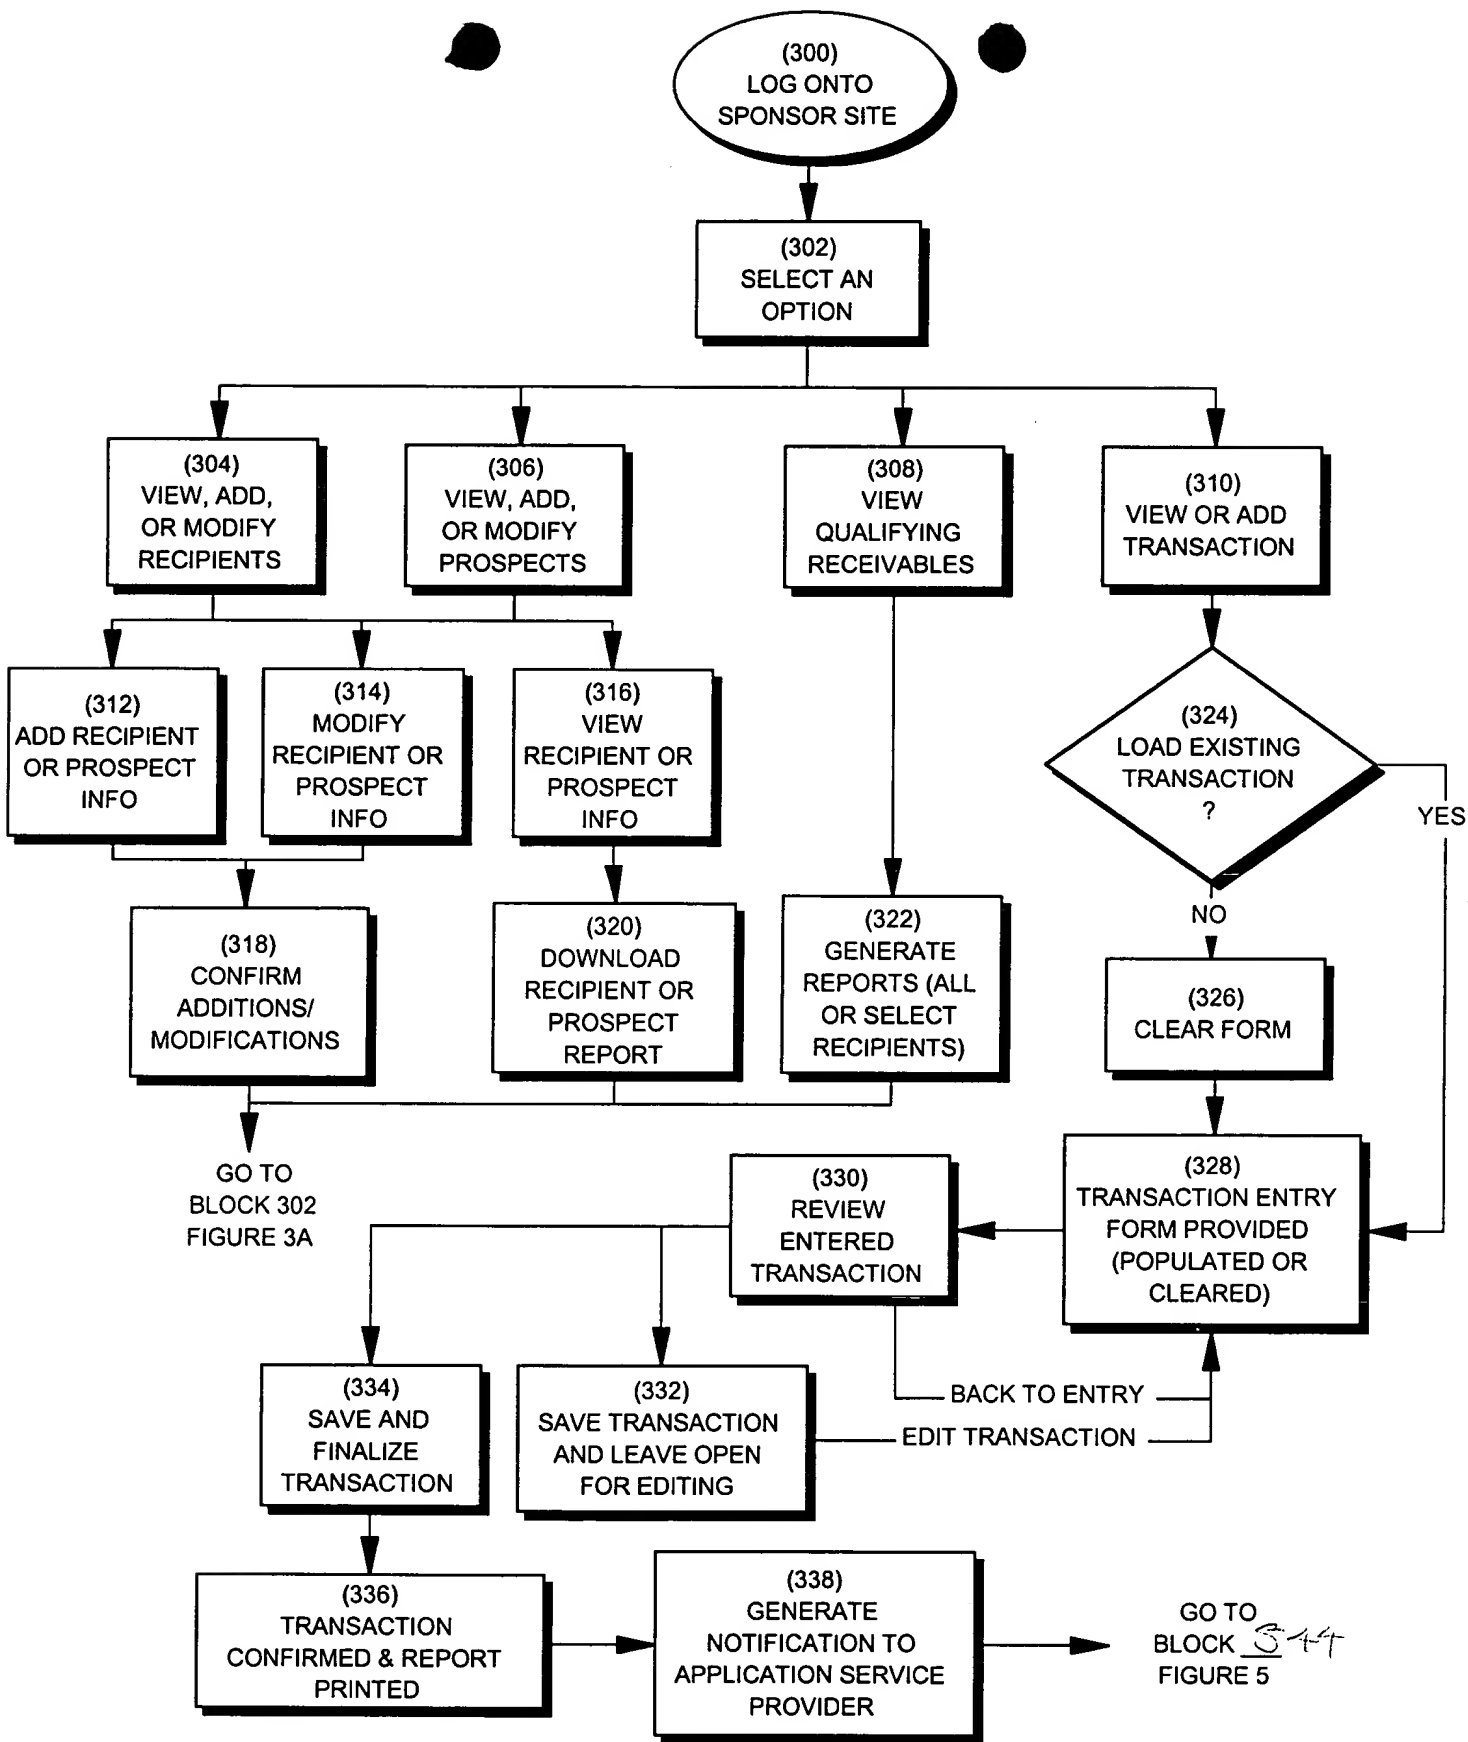 (300)
LOG ONTO
SPONSOR SITE
(302)
SELECT AN
OPTION
(304)
VIEW, ADD,
OR MODIFY
RECIPIENTS
(306)
VIEW, ADD,
OR MODIFY
PROSPECTS
(308)
VIEW
QUALIFYING
RECEIVABLES
(310)
VIEW OR ADD
TRANSACTION
(312)
ADD RECIPIENT
OR PROSPECT
INFO
(314)
MODIFY
RECIPIENT OR
PROSPECT
INFO
(316)
VIEW
RECIPIENT OR
PROSPECT
INFO
(324)
LOAD EXISTING
TRANSACTION
?
YES
NO
(318)
CONFIRM
ADDITIONS/
MODIFICATIONS
(320)
DOWNLOAD
RECIPIENT OR
PROSPECT
REPORT
(322)
GENERATE
REPORTS (ALL
OR SELECT
RECIPIENTS)
(326)
CLEAR FORM
GO TO
BLOCK 302
FIGURE 3A
(330)
REVIEW
ENTERED
TRANSACTION
(328)
TRANSACTION ENTRY
FORM PROVIDED
(POPULATED OR
CLEARED)
(334)
SAVE AND
FINALIZE
TRANSACTION
(332)
SAVE TRANSACTION
AND LEAVE OPEN
FOR EDITING
BACK TO ENTRY
EDIT TRANSACTION
(336)
TRANSACTION
CONFIRMED & REPORT
PRINTED
(338)
GENERATE
NOTIFICATION TO
APPLICATION SERVICE
PROVIDER
GO TO
BLOCK 544
FIGURE 5